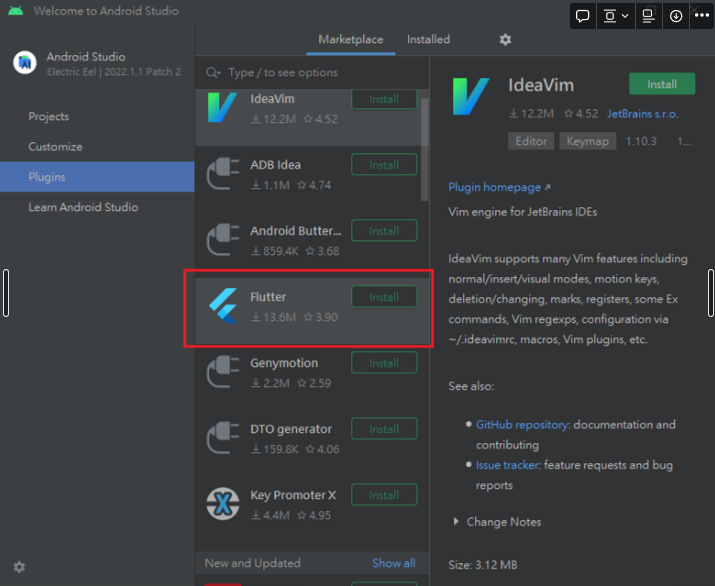 Welcome to Android Studio
Android Studio
Electric Eel | 2022.1.1 Patch 2
Projects
Customize
Plugins
Learn Android Studio
Marketplace
Installed
Type / to see options
IdeaVim
Install
12.2M 4.52
ADB Idea
Install
1.1M 4.74
Android Butter...
Install
859.4K 3.68
Flutter
Install
13.6M 3.90
Genymotion
Install
2.2M 2.59
DTO generator
Install
159.8K 4.06
Key Promoter X
Install
4.4M 4.95
New and Updated
Show all
IdeaVim
Install
12.2M 4.52 JetBrains s.r.o.
Editor Keymap 1.10.3 1...
Plugin homepage ↗
Vim engine for JetBrains IDEs
IdeaVim supports many Vim features including
normal/insert/visual modes, motion keys,
deletion/changing, marks, registers, some Ex
commands, Vim regexps, configuration via
~/.ideavimrc, macros, Vim plugins, etc.
See also:
• GitHub repository: documentation and
contributing
• Issue tracker: feature requests and bug
reports
Change Notes
Size: 3.12 MB